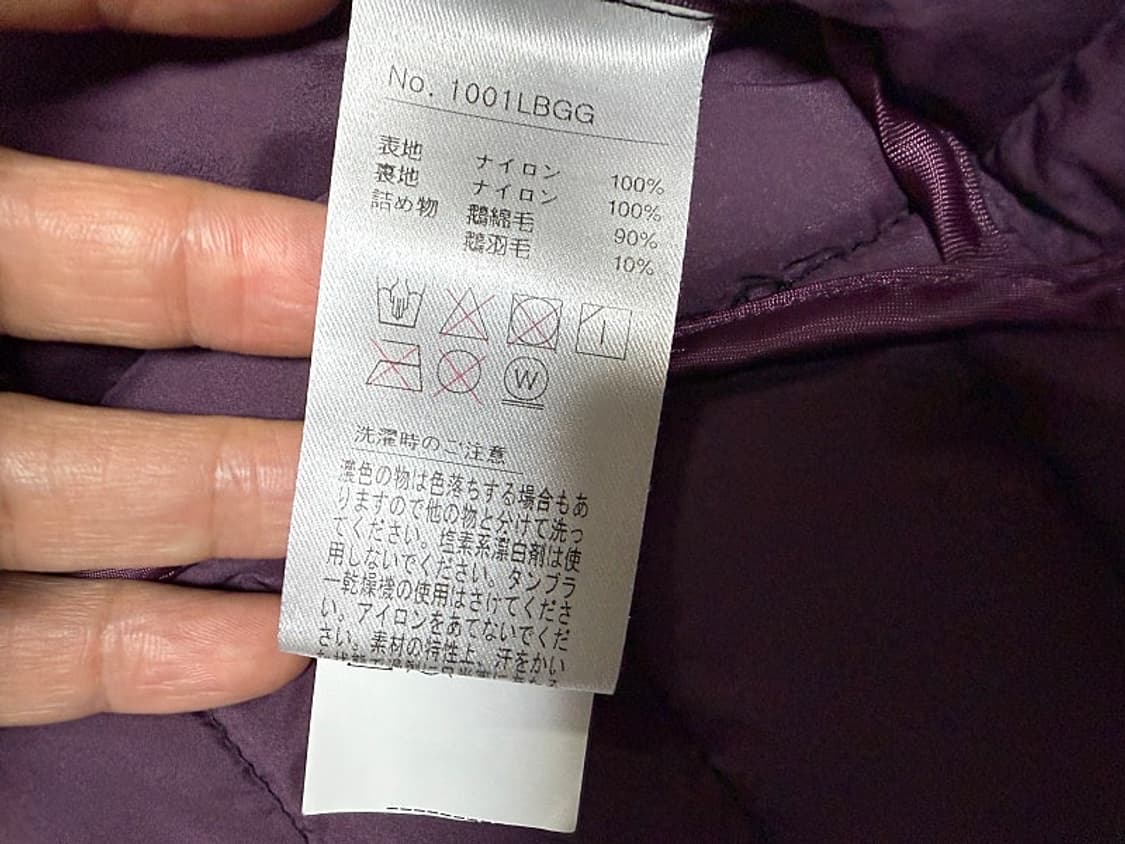 No. 1001LBGG
表地 ナイロン 100%
裏地 ナイロン 100%
詰め物 鵝綿毛 90%
鵝羽毛 10%
W
洗濯時のご注意
濃色の物は色落ちする場合もあ
りますので他の物と分けて洗っ
てください。塩素系漂白剤は使
用しないでください。タンブラ
ー乾燥機の使用はさけてくださ
い。アイロンをあてないでくだ
さい。素材の特性上、汗をかい